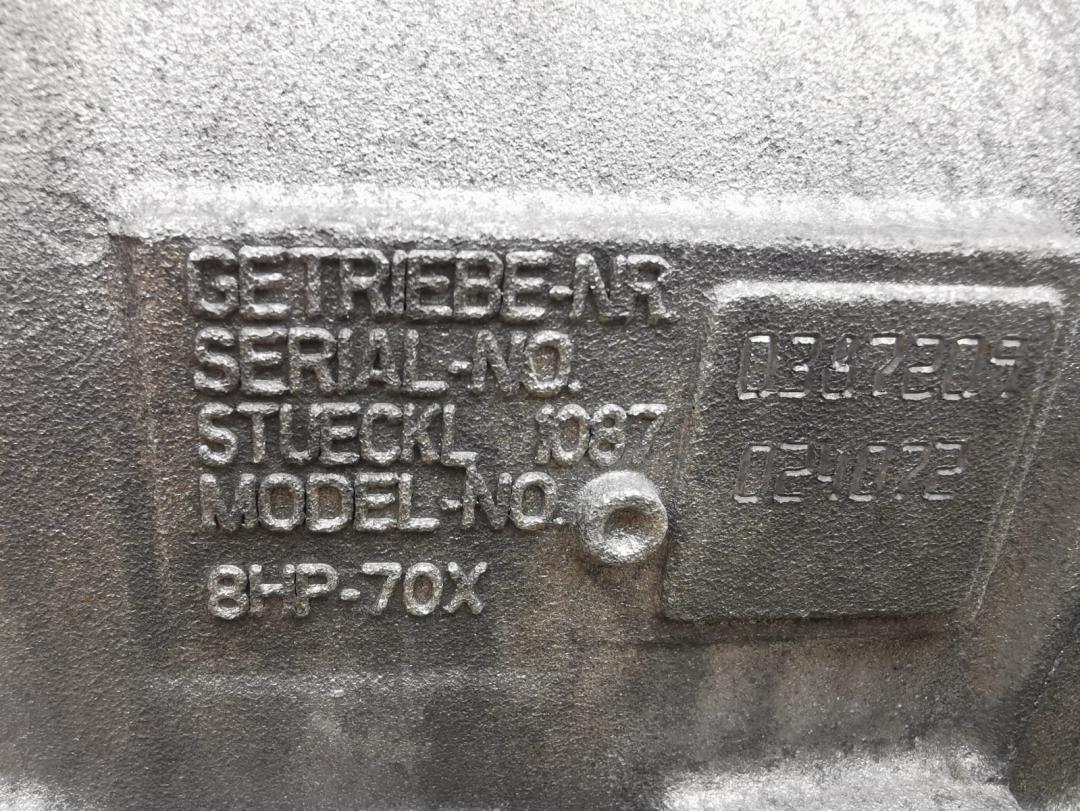 GETRIEBE-NR
SERIAL-NO.
STUECKL 1087
MODEL-NO.
8HP-70X
024072